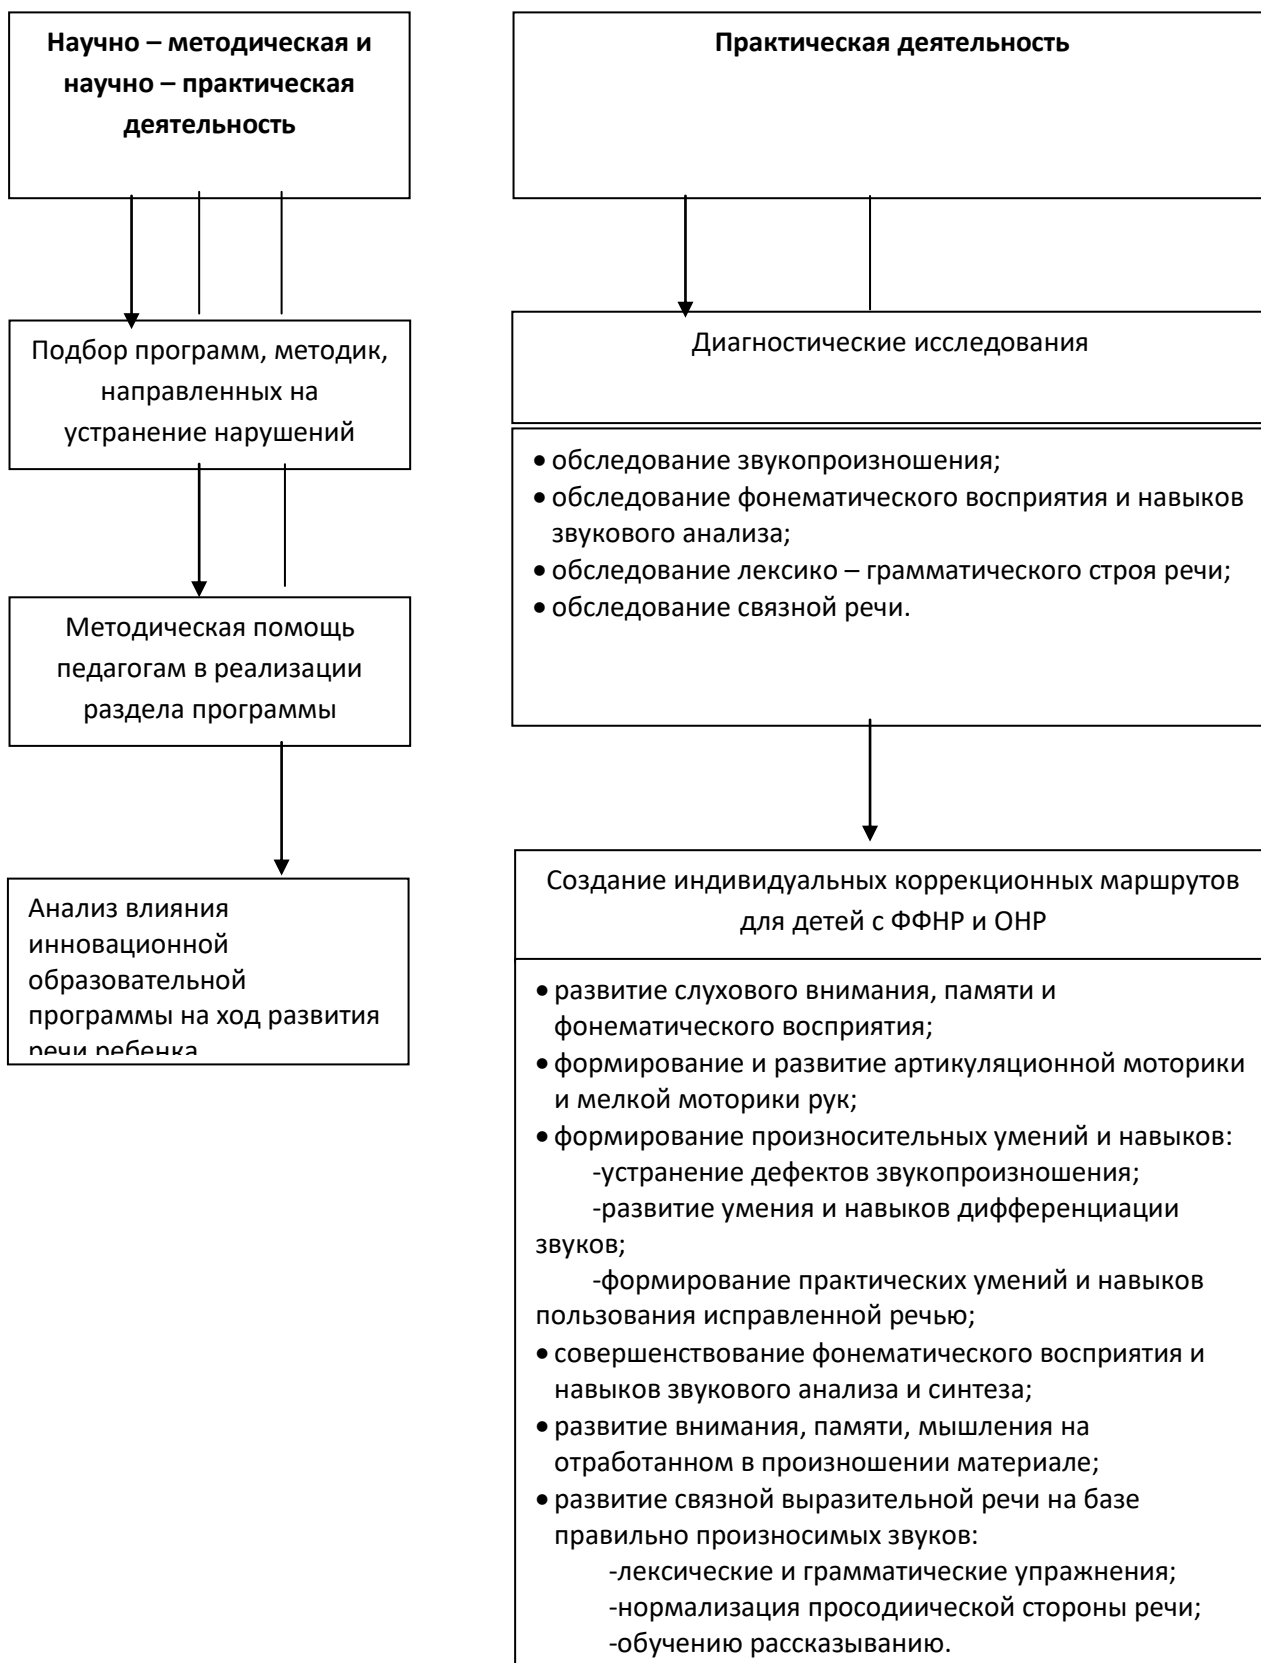 Научно – методическая и
научно – практическая
деятельность
Подбор программ, методик,
направленных на
устранение нарушений
Методическая помощь
педагогам в реализации
раздела программы
Анализ влияния
инновационной
образовательной
программы на ход развития
речи ребенка
Практическая деятельность
Диагностические исследования
• обследование звукопроизношения;
• обследование фонематического восприятия и навыков
звукового анализа;
• обследование лексико – грамматического строя речи;
• обследование связной речи.
Создание индивидуальных коррекционных маршрутов
для детей с ФФНР и ОНР
• развитие слухового внимания, памяти и
фонематического восприятия;
• формирование и развитие артикуляционной моторики
и мелкой моторики рук;
• формирование произносительных умений и навыков:
-устранение дефектов звукопроизношения;
-развитие умения и навыков дифференциации
звуков;
-формирование практических умений и навыков
пользования исправленной речью;
• совершенствование фонематического восприятия и
навыков звукового анализа и синтеза;
• развитие внимания, памяти, мышления на
отработанном в произношении материале;
• развитие связной выразительной речи на базе
правильно произносимых звуков:
-лексические и грамматические упражнения;
-нормализация просодиической стороны речи;
-обучению рассказыванию.